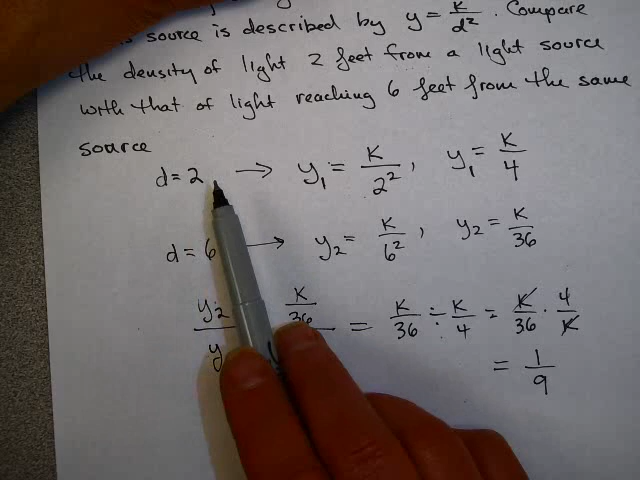 source is described by y = K/d². Compare
the density of light 2 feet from a light source
with that of light reaching 6 feet from the same
source
d = 2 → y₁ = K/2², y₁ = K/4
d = 6 → y₂ = K/6², y₂ = K/36
y₂/y K/36 = K/36 ÷ K/4 = K/36 · 4/K
= 1/9